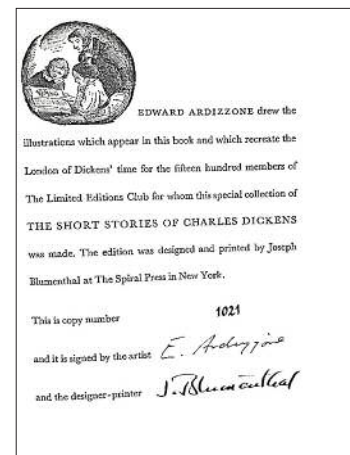 EDWARD ARDIZZONE drew the
illustrations which appear in this book and which recreate the
London of Dickens' time for the fifteen hundred members of
The Limited Editions Club for whom this special collection of
THE SHORT STORIES OF CHARLES DICKENS
was made. The edition was designed and printed by Joseph
Blumenthal at The Spiral Press in New York.
This is copy number 1021
and it is signed by the artist E. Ardizzone
and the designer-printer J. Blumenthal